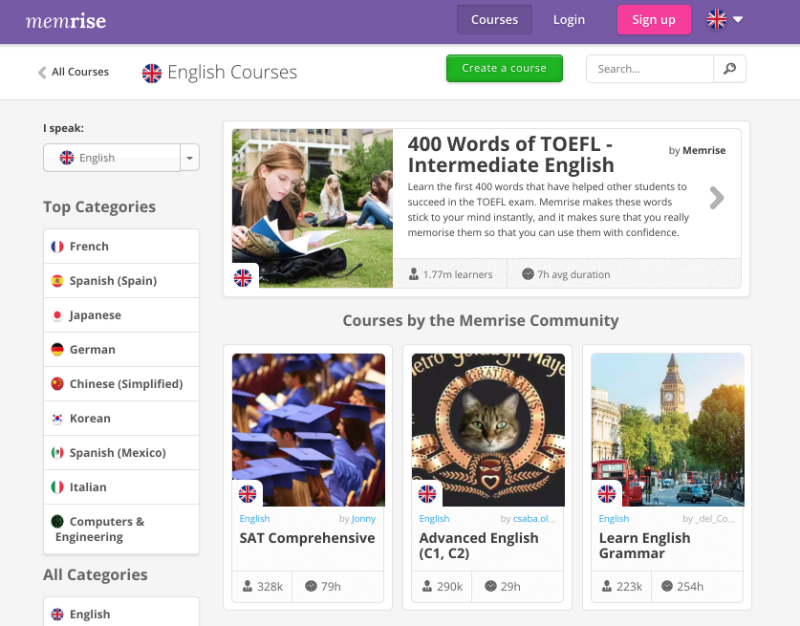 memrise
Courses
Login
Sign up
All Courses
English Courses
Create a course
Search...
I speak:
English
Top Categories
French
Spanish (Spain)
Japanese
German
Chinese (Simplified)
Korean
Spanish (Mexico)
Italian
Computers &
Engineering
All Categories
English
400 Words of TOEFL -
Intermediate English
by Memrise
Learn the first 400 words that have helped other students to
succeed in the TOEFL exam. Memrise makes these words
stick to your mind instantly, and it makes sure that you really
memorise them so that you can use them with confidence.
1.77m learners
7h avg duration
Courses by the Memrise Community
English
by Jonny
SAT Comprehensive
328k
79h
GRATIA
English
by csaba.ol...
Advanced English
(C1, C2)
290k
29h
English
by _del_Co...
Learn English
Grammar
223k
254h